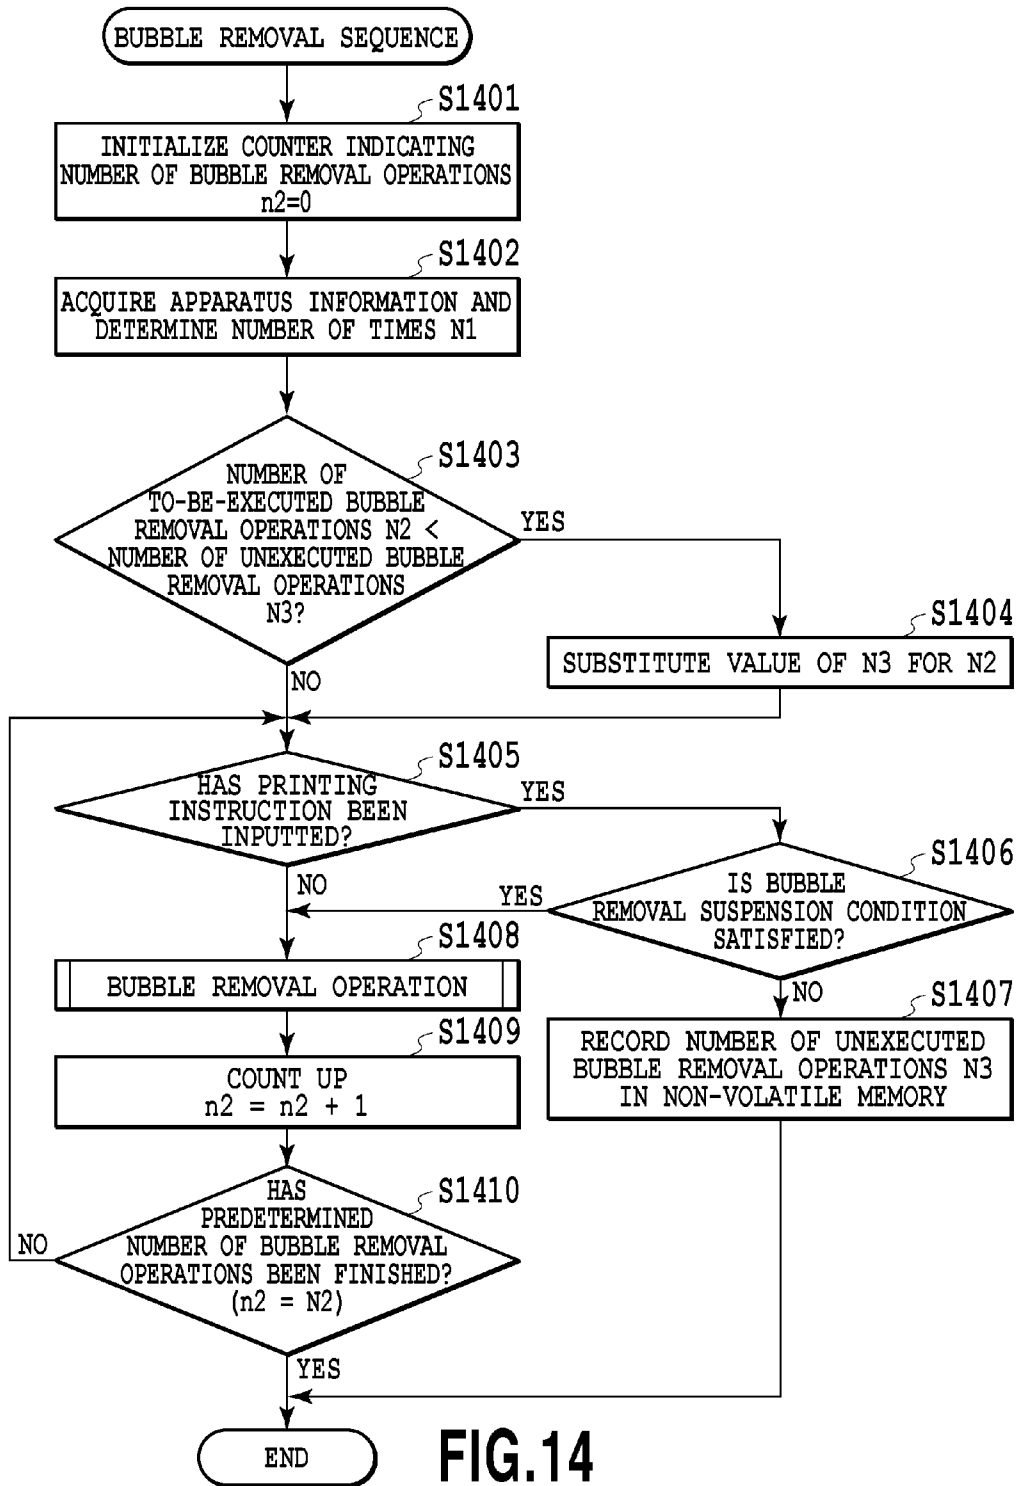 BUBBLE REMOVAL SEQUENCE
S1401
INITIALIZE COUNTER INDICATING
NUMBER OF BUBBLE REMOVAL OPERATIONS
n2=0
S1402
ACQUIRE APPARATUS INFORMATION AND
DETERMINE NUMBER OF TIMES N1
S1403
NUMBER OF
TO-BE-EXECUTED BUBBLE
REMOVAL OPERATIONS N2 <
NUMBER OF UNEXECUTED BUBBLE
REMOVAL OPERATIONS
N3?
YES
S1404
SUBSTITUTE VALUE OF N3 FOR N2
NO
S1405
HAS PRINTING
INSTRUCTION BEEN
INPUTTED?
YES
S1406
IS BUBBLE
REMOVAL SUSPENSION CONDITION
SATISFIED?
NO
YES
S1408
BUBBLE REMOVAL OPERATION
NO
S1407
RECORD NUMBER OF UNEXECUTED
BUBBLE REMOVAL OPERATIONS N3
IN NON-VOLATILE MEMORY
S1409
COUNT UP
n2 = n2 + 1
S1410
HAS
PREDETERMINED
NUMBER OF BUBBLE REMOVAL
OPERATIONS BEEN FINISHED?
(n2 = N2)
NO
YES
END
FIG.14